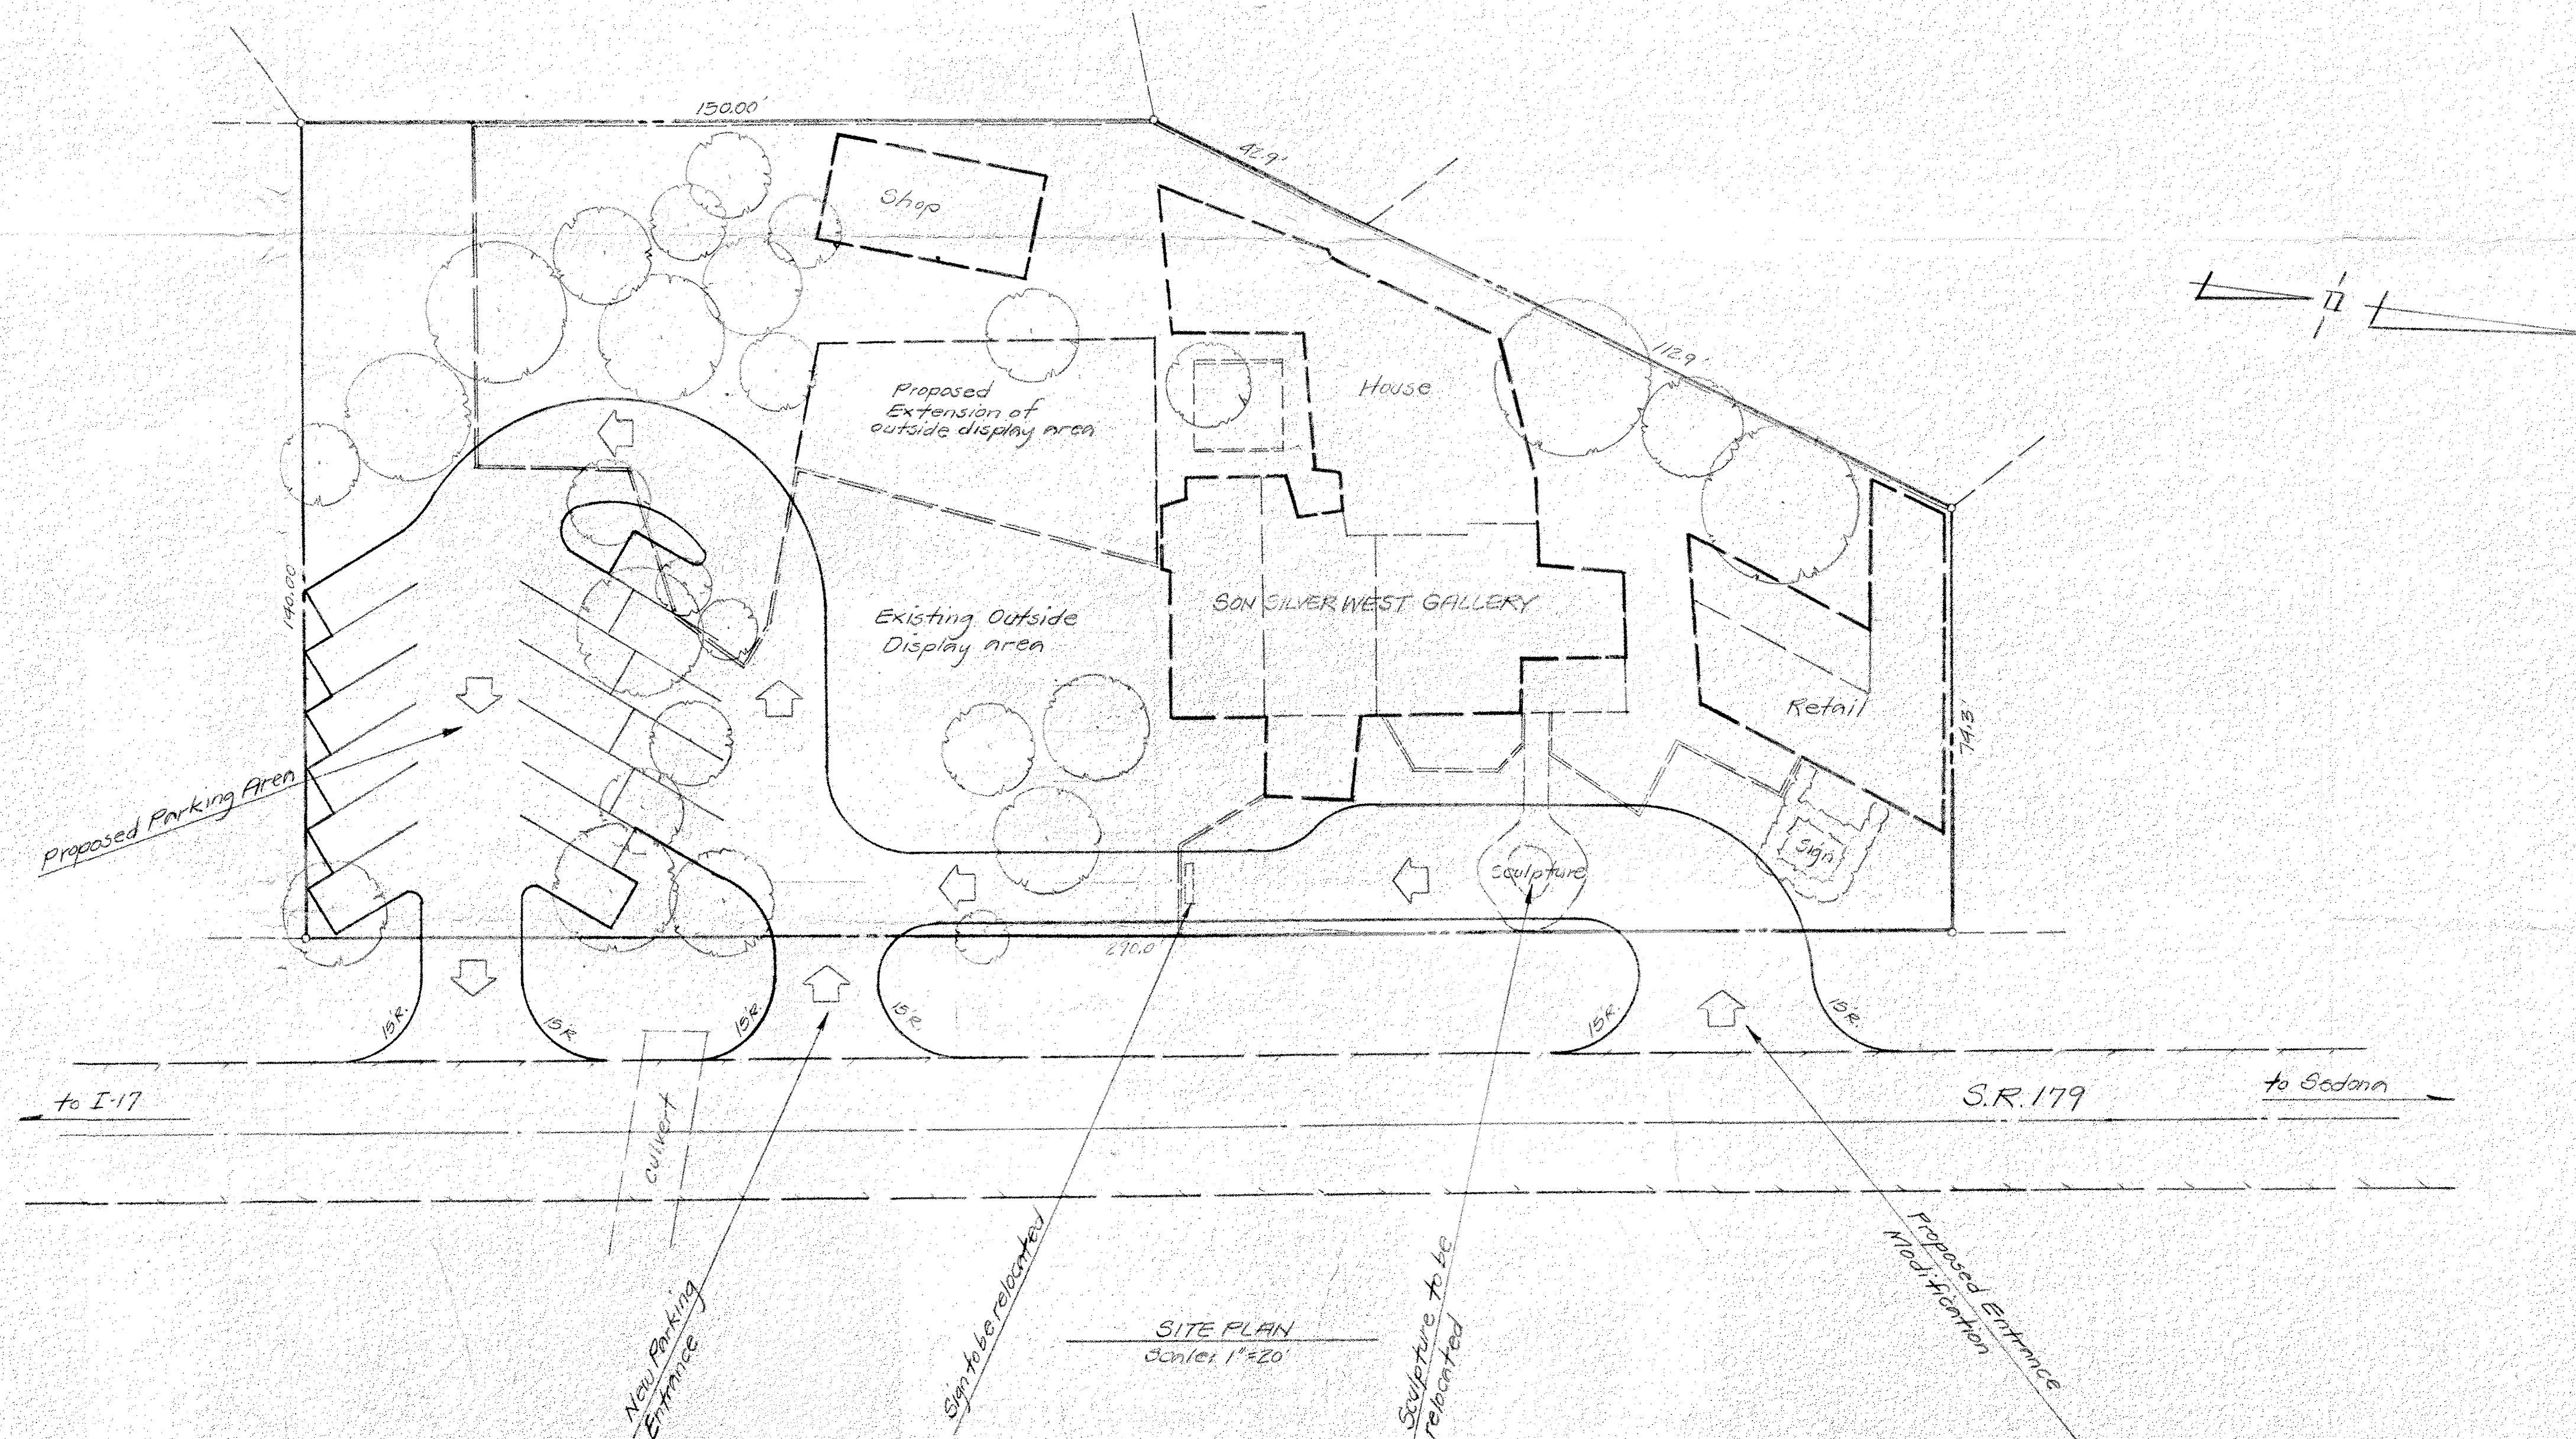 150.00'
42.9'
Shop
112.9'
House
Proposed
Extension of
outside display area
140.00
SON SILVER WEST GALLERY
Existing Outside
Display area
Retail
74.3'
Proposed Parking Area
Sculpture
Sign
290.0'
15'R.
15'R
15'R.
15'R.
15'R.
15'R.
to I-17
S.R. 179
to Sedona
culvert
New Parking
Entrance
Sign to be relocated
Sculpture to be
relocated
Proposed Entrance
Modification
SITE PLAN
Scale: 1"=20'